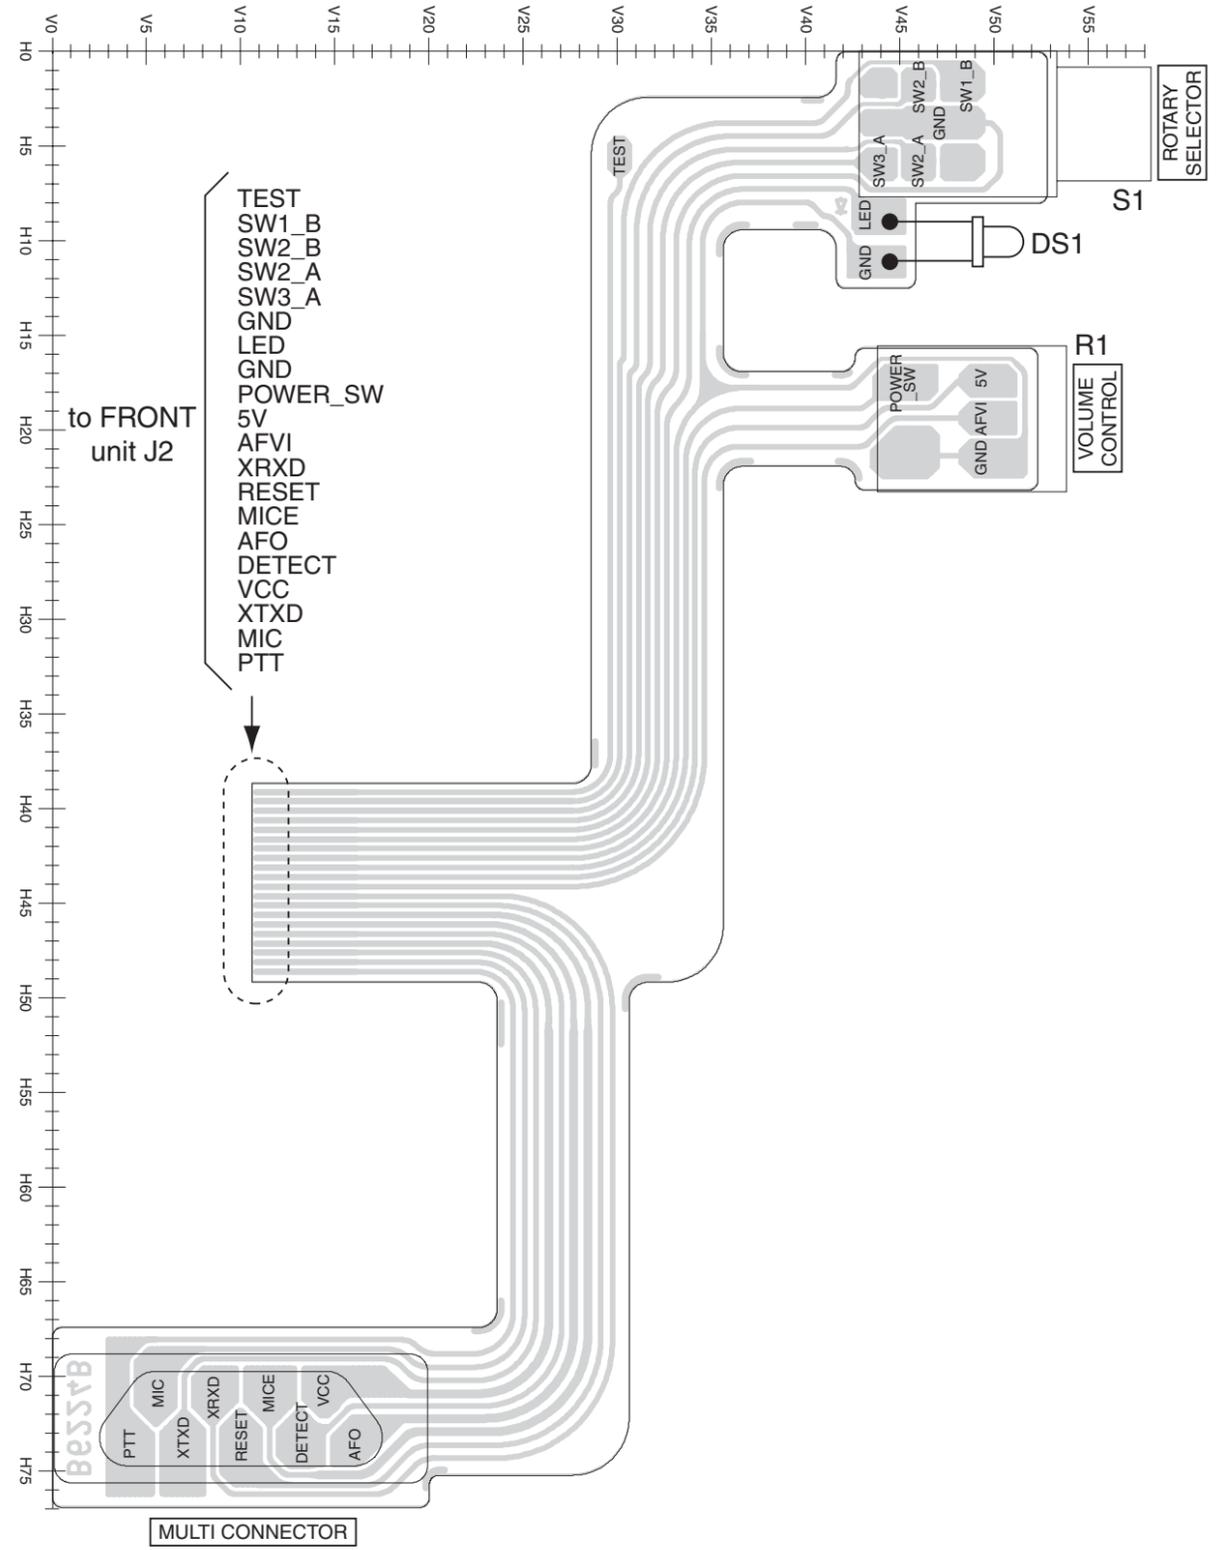 V0
V5
V10
V15
V20
V25
V30
V35
V40
V45
V50
V55
H0
H5
H10
H15
H20
H25
H30
H35
H40
H45
H50
H55
H60
H65
H70
H75
SW2_B
SW1_B
GND
SW3_A
SW2_A
ROTARY
SELECTOR
S1
TEST
LED
GND
DS1
R1
POWER
_SW
5V
AFVI
GND
VOLUME
CONTROL
to FRONT
unit J2
TEST
SW1_B
SW2_B
SW2_A
SW3_A
GND
LED
GND
POWER_SW
5V
AFVI
XRXD
RESET
MICE
AFO
DETECT
VCC
XTXD
MIC
PTT
B6224B
MIC
XRXD
MICE
VCC
PTT
XTXD
RESET
DETECT
AFO
MULTI CONNECTOR